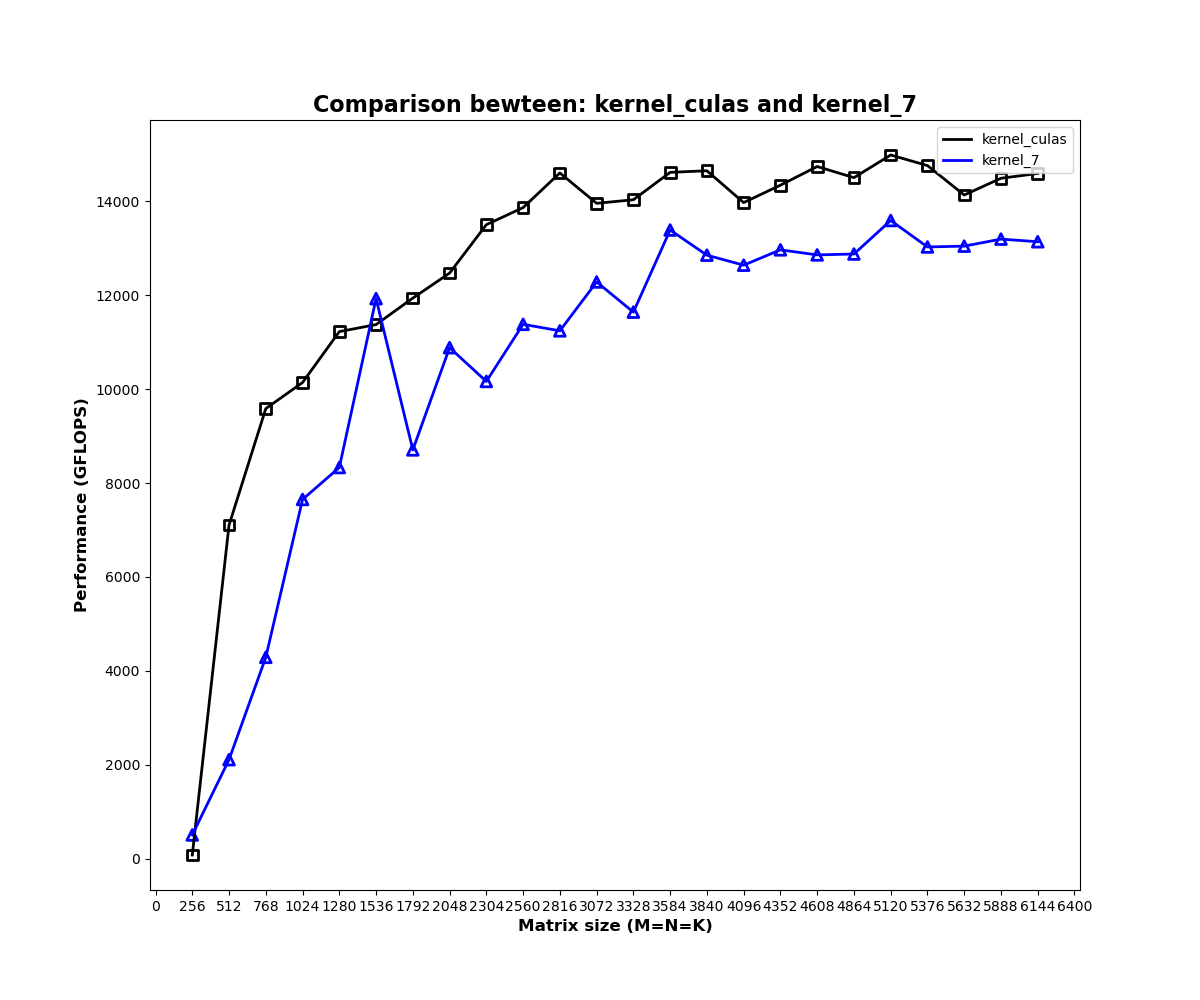 Comparison bewteen: kernel_culas and kernel_7
kernel_culas
kernel_7
14000
12000
10000
8000
6000
4000
2000
0
Performance (GFLOPS)
0 256 512 768 1024 1280 1536 1792 2048 2304 2560 2816 3072 3328 3584 3840 4096 4352 4608 4864 5120 5376 5632 5888 6144 6400
Matrix size (M=N=K)